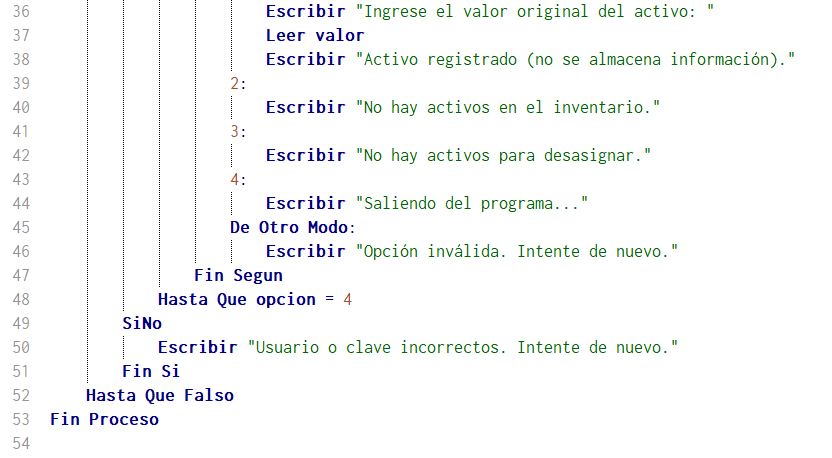 36 Escribir "Ingrese el valor original del activo: "
37 Leer valor
38 Escribir "Activo registrado (no se almacena información)."
39 2:
40 Escribir "No hay activos en el inventario."
41 3:
42 Escribir "No hay activos para desasignar."
43 4:
44 Escribir "Saliendo del programa..."
45 De Otro Modo:
46 Escribir "Opción inválida. Intente de nuevo."
47 Fin Segun
48 Hasta Que opcion = 4
49 SiNo
50 Escribir "Usuario o clave incorrectos. Intente de nuevo."
51 Fin Si
52 Hasta Que Falso
53 Fin Proceso
54